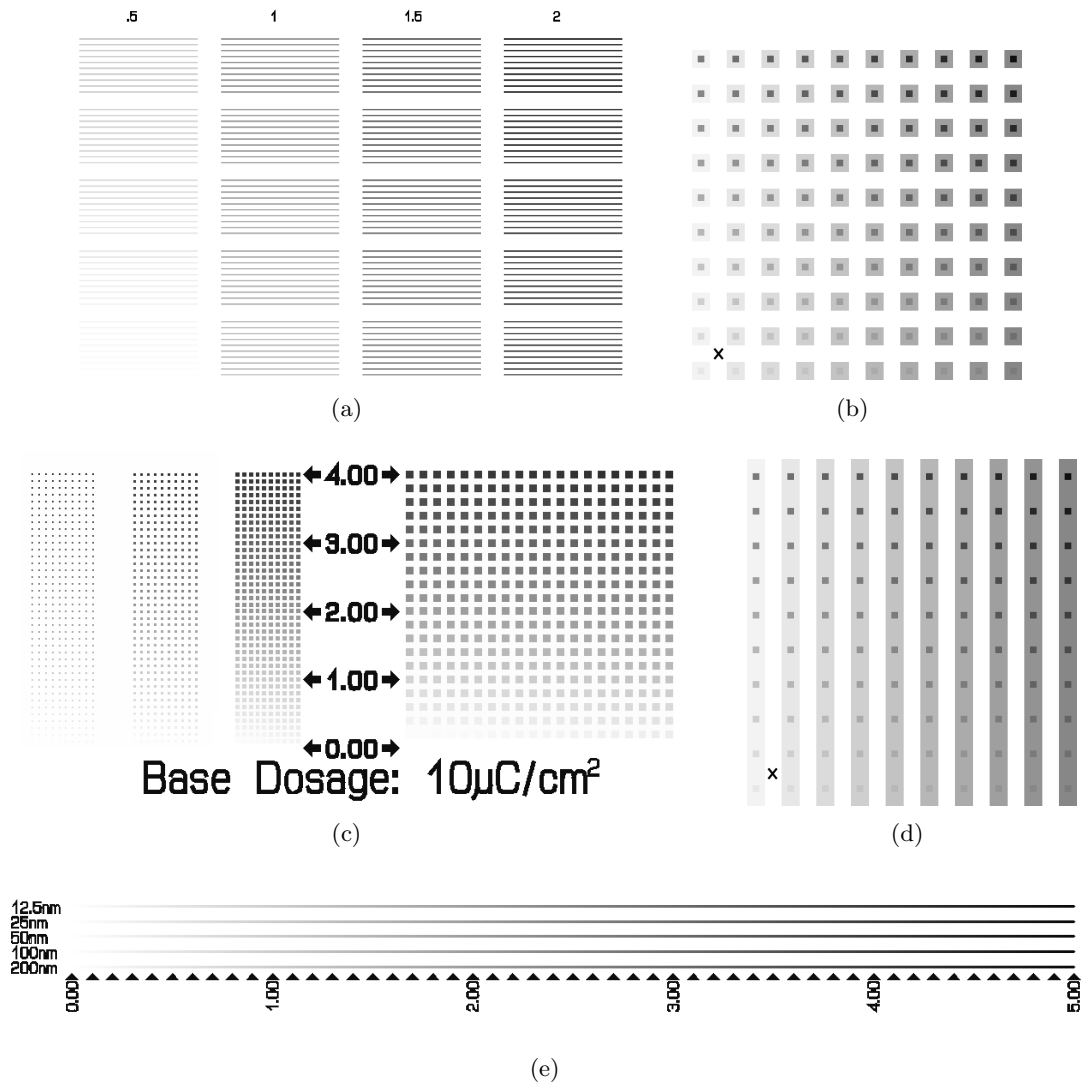 .5 1 1.5 2
x
(a) (b)
4.00
3.00
2.00
1.00
0.00
Base Dosage: 10µC/cm²
x
(c) (d)
12.5nm
25nm
50nm
100nm
200nm
0.00 1.00 2.00 3.00 4.00 5.00
(e)